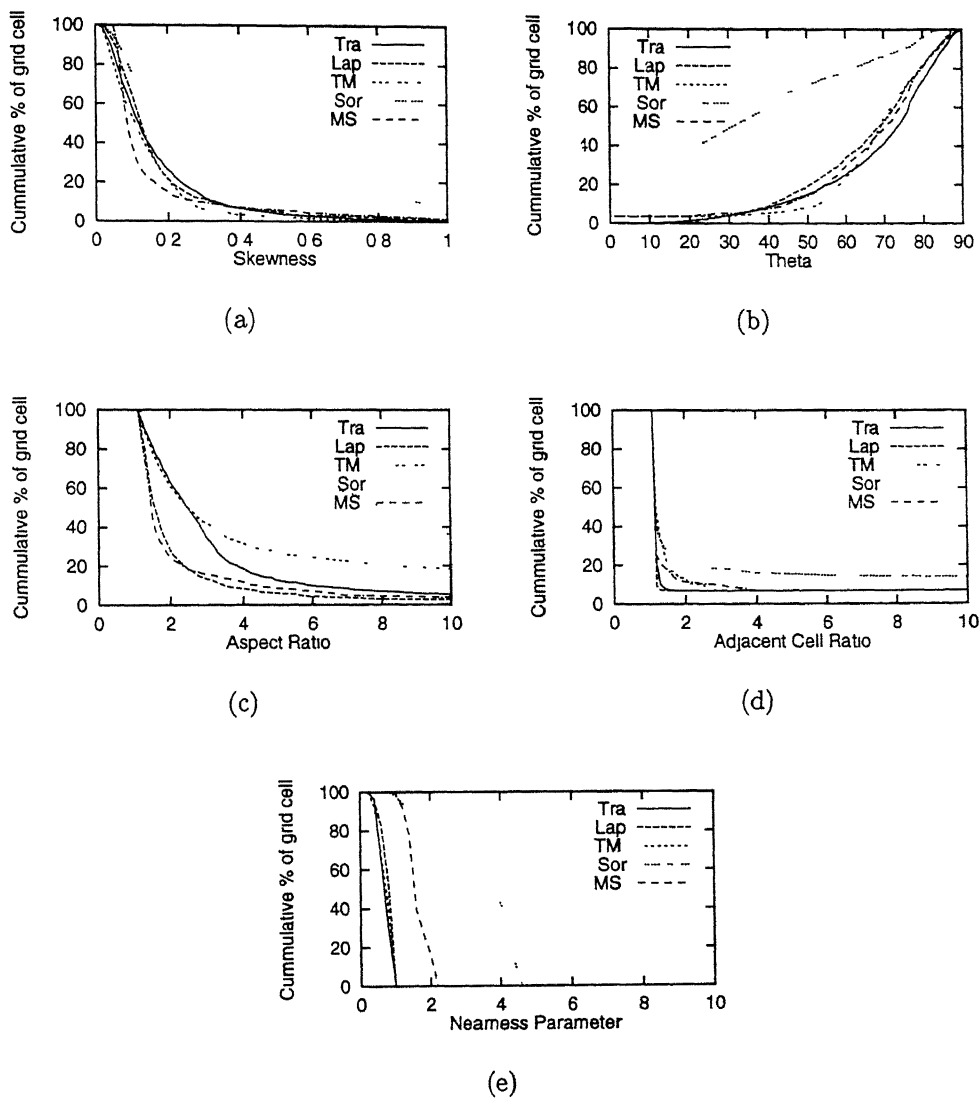 Cummulative % of grid cell
100
80
60
40
20
0
Tra
Lap
TM
Sor
MS
0 0 2 0 4 0 6 0 8 1
Skewness
(a)
Cummulative % of grid cell
100
80
60
40
20
0
Tra
Lap
TM
Sor
MS
0 10 20 30 40 50 60 70 80 90
Theta
(b)
Cummulative % of grid cell
100
80
60
40
20
0
Tra
Lap
TM
Sor
MS
0 2 4 6 8 10
Aspect Ratio
(c)
Cummulative % of grid cell
100
80
60
40
20
0
Tra
Lap
TM
Sor
MS
0 2 4 6 8 10
Adjacent Cell Ratio
(d)
Cummulative % of grid cell
100
80
60
40
20
0
Tra
Lap
TM
Sor
MS
0 2 4 6 8 10
Nearness Parameter
(e)